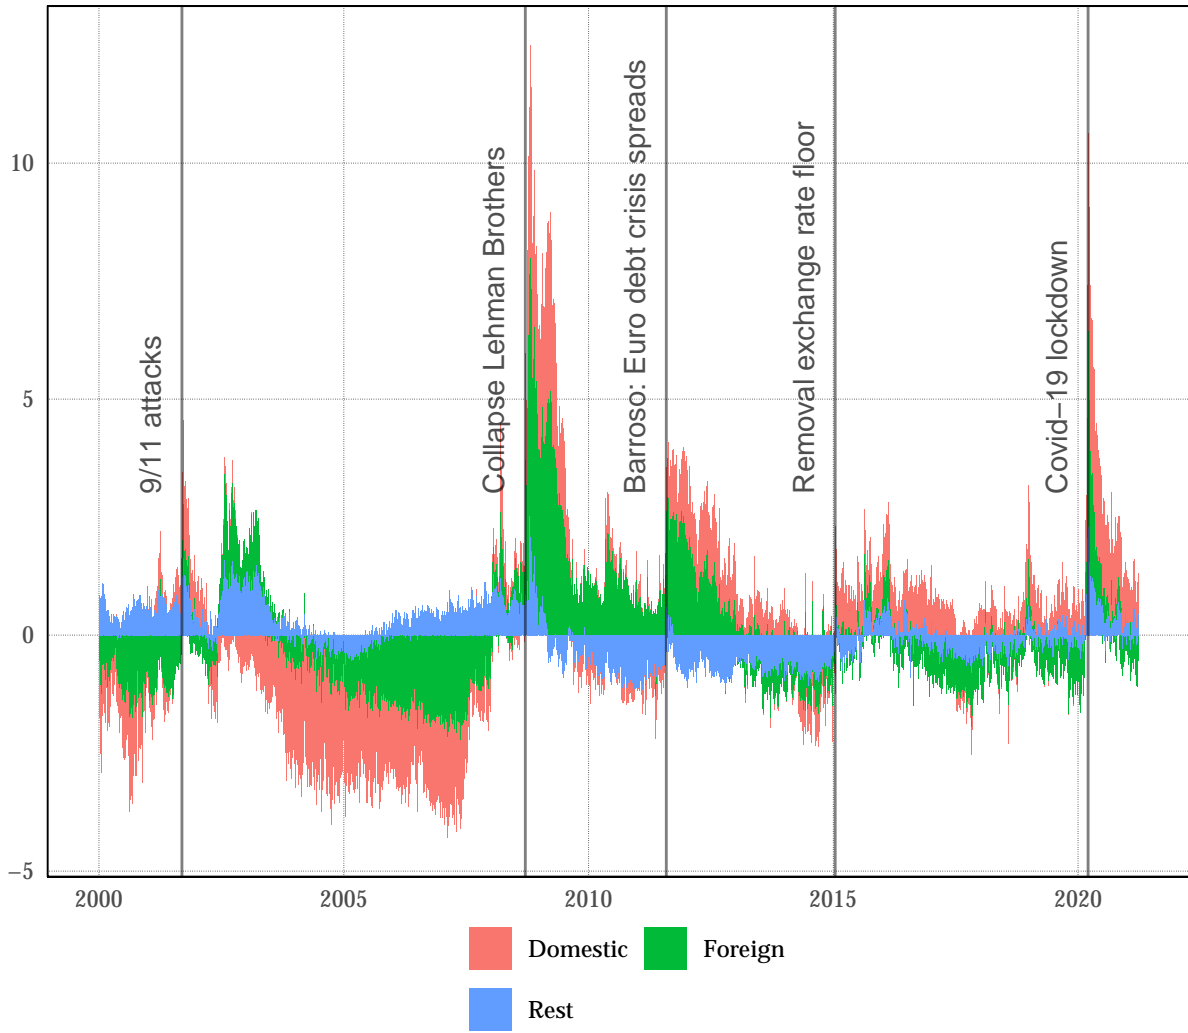 10
5
0
−5
9/11 attacks
Collapse Lehman Brothers
Barroso: Euro debt crisis spreads
Removal exchange rate floor
Covid−19 lockdown
2000 2005 2010 2015 2020
Domestic Foreign
Rest